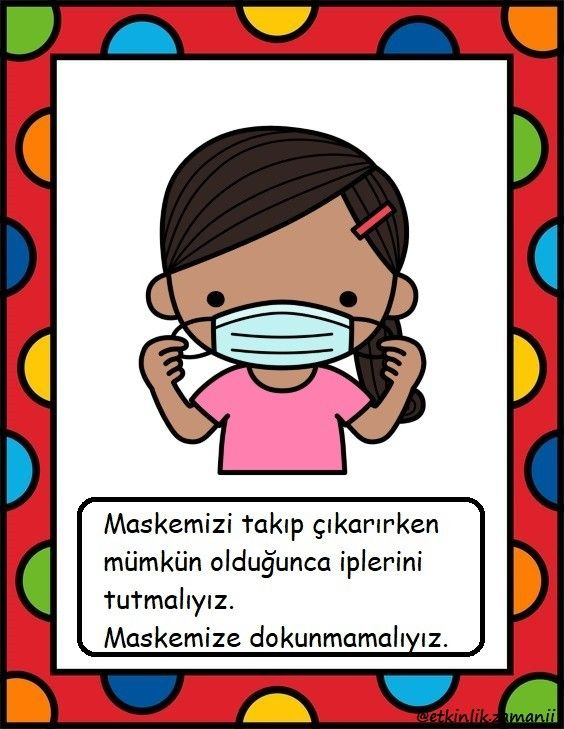 Maskemizi takıp çıkarırken
mümkün olduğunca iplerini
tutmalıyız.
Maskemize dokunmamalıyız.
@etkinlikzamanii